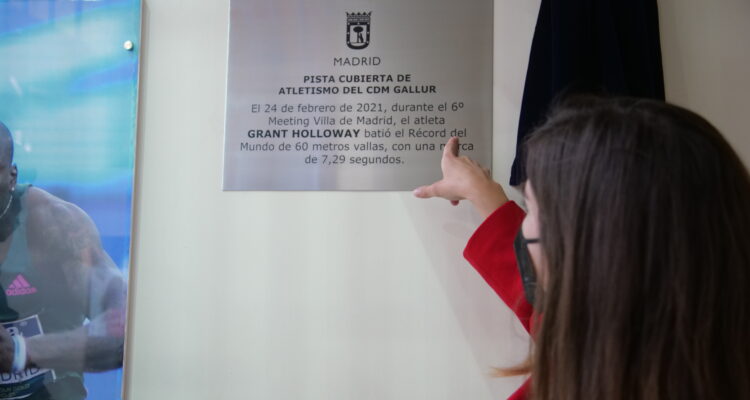 MADRID
PISTA CUBIERTA DE
ATLETISMO DEL CDM GALLUR
El 24 de febrero de 2021, durante el 6º
Meeting Villa de Madrid, el atleta
GRANT HOLLOWAY batió el Récord del
Mundo de 60 metros vallas, con una marca
de 7,29 segundos.
adidas